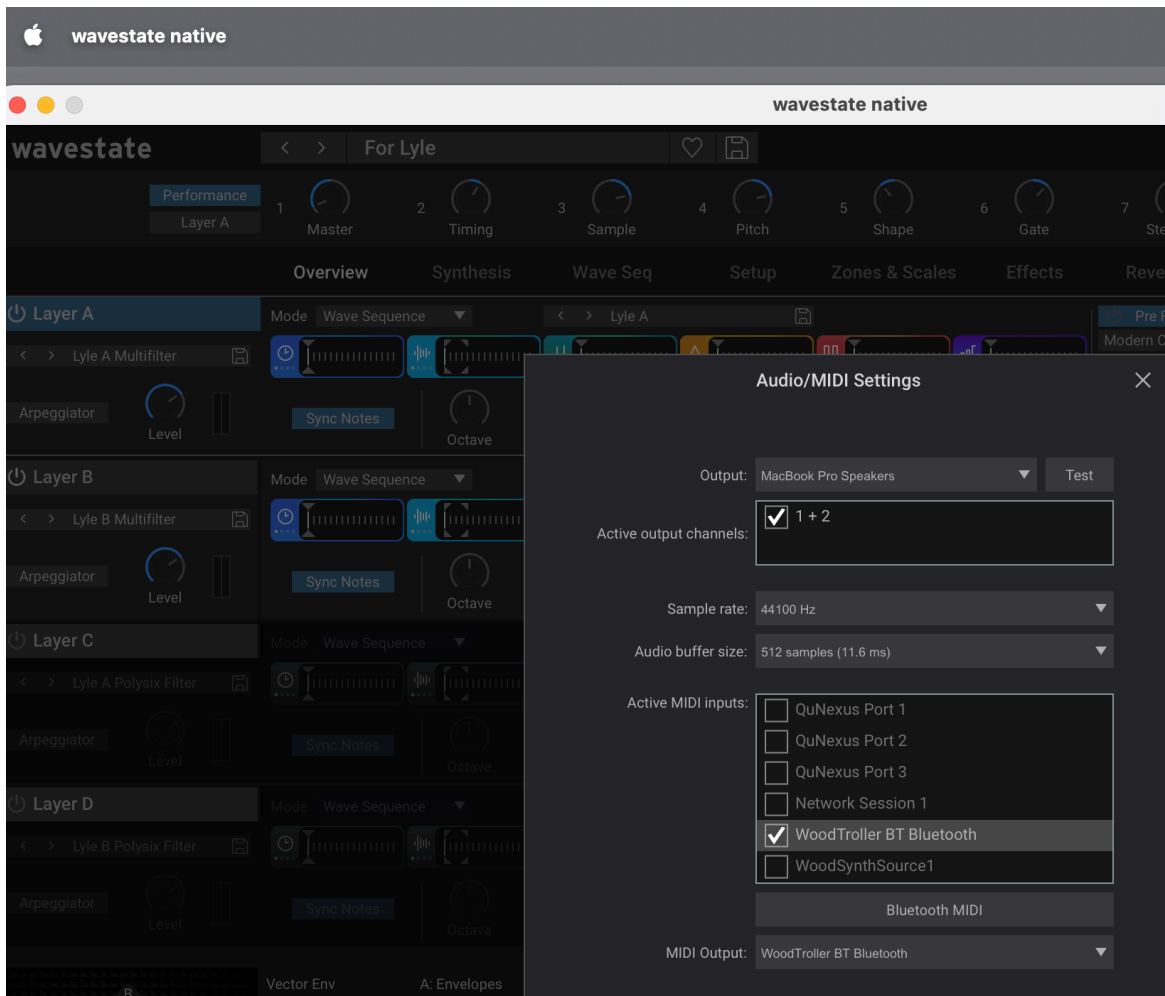 wavestate native
wavestate native
wavestate
< > For Lyle
Performance
Layer A
1 Master
2 Timing
3 Sample
4 Pitch
5 Shape
6 Gate
7 Ste
Overview Synthesis Wave Seq Setup Zones & Scales Effects Reve
Layer A
Mode Wave Sequence
< > Lyle A
Pre F
Modern C
< > Lyle A Multifilter
Arpeggiator
Level
Sync Notes
Octave
Layer B
Mode Wave Sequence
< > Lyle B Multifilter
Arpeggiator
Level
Sync Notes
Octave
Layer C
Mode Wave Sequence
< > Lyle A Polysix Filter
Arpeggiator
Level
Sync Notes
Octave
Layer D
Mode Wave Sequence
< > Lyle B Polysix Filter
Arpeggiator
Level
Sync Notes
Octave
B
Vector Env
A: Envelopes
Audio/MIDI Settings
Output: MacBook Pro Speakers Test
Active output channels: 1 + 2
Sample rate: 44100 Hz
Audio buffer size: 512 samples (11.6 ms)
Active MIDI inputs: QuNexus Port 1
QuNexus Port 2
QuNexus Port 3
Network Session 1
WoodTroller BT Bluetooth
WoodSynthSource1
Bluetooth MIDI
MIDI Output: WoodTroller BT Bluetooth